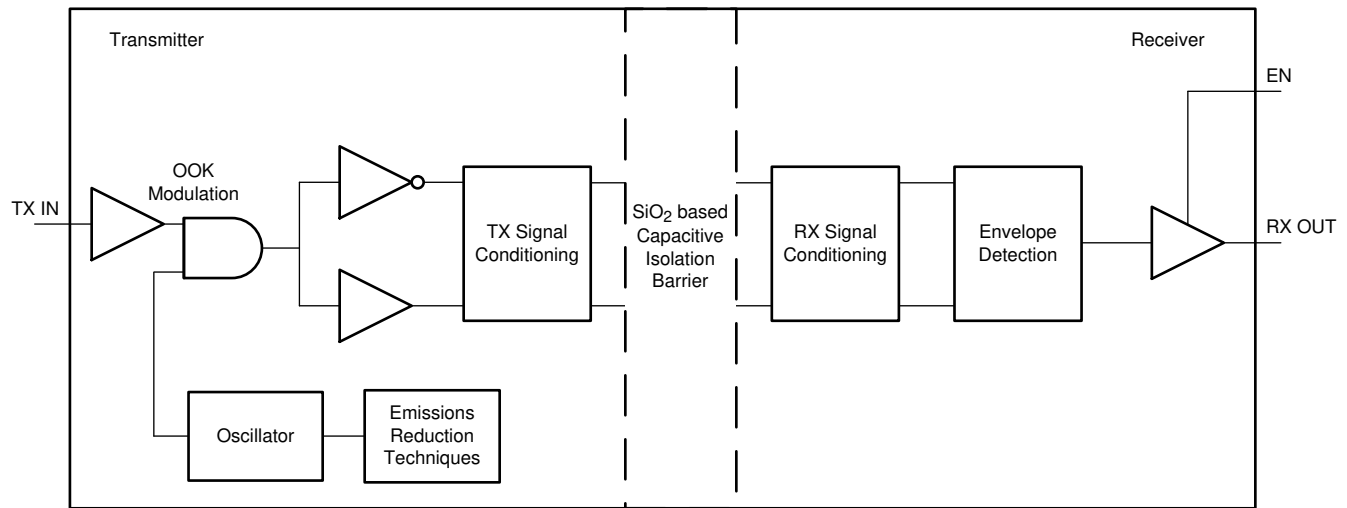 Transmitter
Receiver
EN
OOK
Modulation
TX IN
TX Signal
Conditioning
SiO2 based
Capacitive
Isolation
Barrier
RX Signal
Conditioning
Envelope
Detection
RX OUT
Oscillator
Emissions
Reduction
Techniques